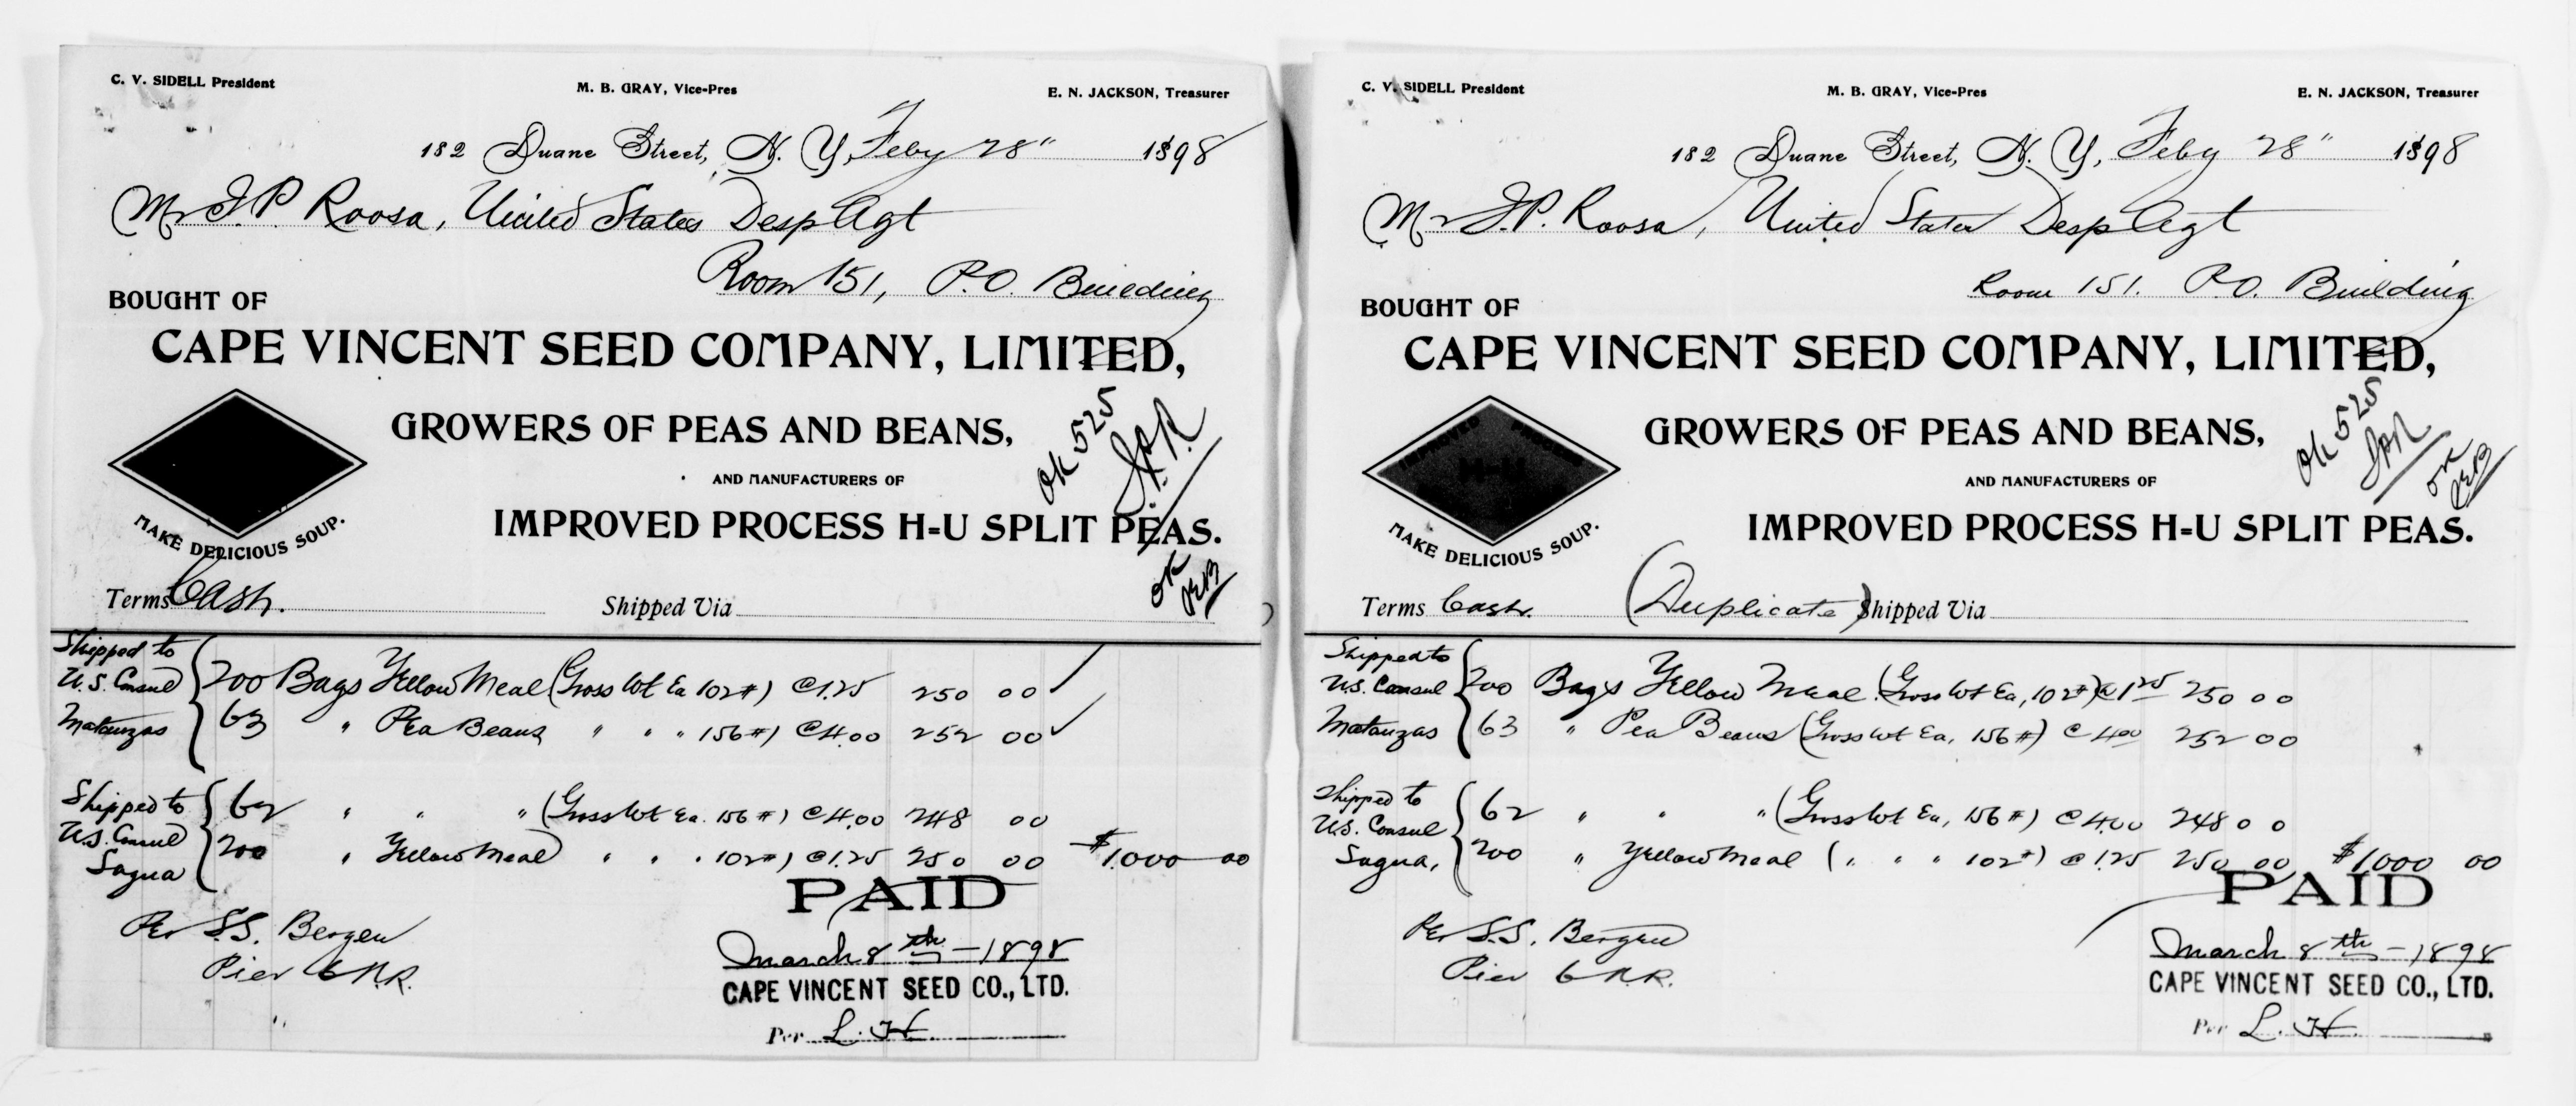 C. V. SIDELL President M. B. GRAY, Vice-Pres E. N. JACKSON, Treasurer
182 Duane Street, N. Y., Feby 28" 1898
Mr I.P. Roosa, United States Desp Agt
Room 151, P.O. Building
BOUGHT OF
CAPE VINCENT SEED COMPANY, LIMITED,
GROWERS OF PEAS AND BEANS,
AND MANUFACTURERS OF
IMPROVED PROCESS H=U SPLIT PEAS.
MAKE DELICIOUS SOUP.
OK 525
I.P.R
OK
Terms Cash. Shipped Via
Shipped to
U.S. Consul
Matanzas
200 Bags Yellow Meal (Gross Wt Ea 102#) @ 1.25 250 00
63 " Pea Beans " " " 156#) @ 4.00 252 00
Shipped to
U.S. Consul
Sagua
62 " " " (Gross Wt Ea. 156#) @ 4.00 248 00
200 " Yellow Meal " " " 102#) @ 1.25 250 00 $1.000 00
Per S.S. Bergen
Pier 6 N.R.
PAID
March 8th - 1898
CAPE VINCENT SEED CO., LTD.
Per L. H.
C. V. SIDELL President M. B. GRAY, Vice-Pres E. N. JACKSON, Treasurer
182 Duane Street, N. Y., Feby 28" 1898
Mr I.P. Roosa, United States Desp Agt
Room 151. P.O. Building
BOUGHT OF
CAPE VINCENT SEED COMPANY, LIMITED,
GROWERS OF PEAS AND BEANS,
AND MANUFACTURERS OF
IMPROVED PROCESS H=U SPLIT PEAS.
IMPROVED
H-U
MAKE DELICIOUS SOUP.
OK 525
IPR
OK
Terms Cash. (Duplicate) Shipped Via
Shipped to
U.S. Consul
Matanzas
200 Bags Yellow Meal (Gross Wt Ea, 102#) @ 1.25 250 00
63 " Pea Beans (Gross Wt Ea, 156#) @ 4.00 252 00
Shipped to
U.S. Consul
Sagua,
62 " " " (Gross Wt Ea, 156#) @ 4.00 248 00
200 " Yellow Meal ( " " " 102#) @ 1.25 250 00 $1,000 00
Per S.S. Bergen
Pier 6 N.R.
PAID
March 8th - 1898
CAPE VINCENT SEED CO., LTD.
Per L. H.